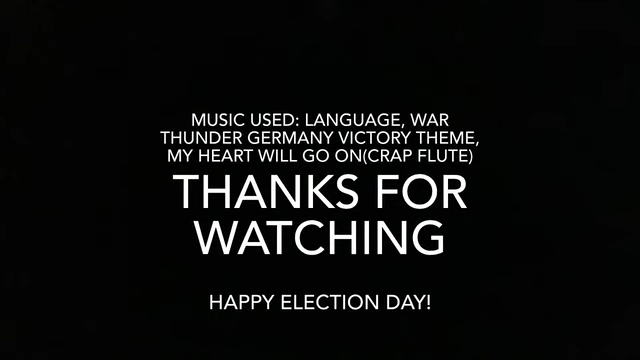 MUSIC USED: LANGUAGE, WAR
THUNDER GERMANY VICTORY THEME,
MY HEART WILL GO ON(CRAP FLUTE)
THANKS FOR
WATCHING
HAPPY ELECTION DAY!